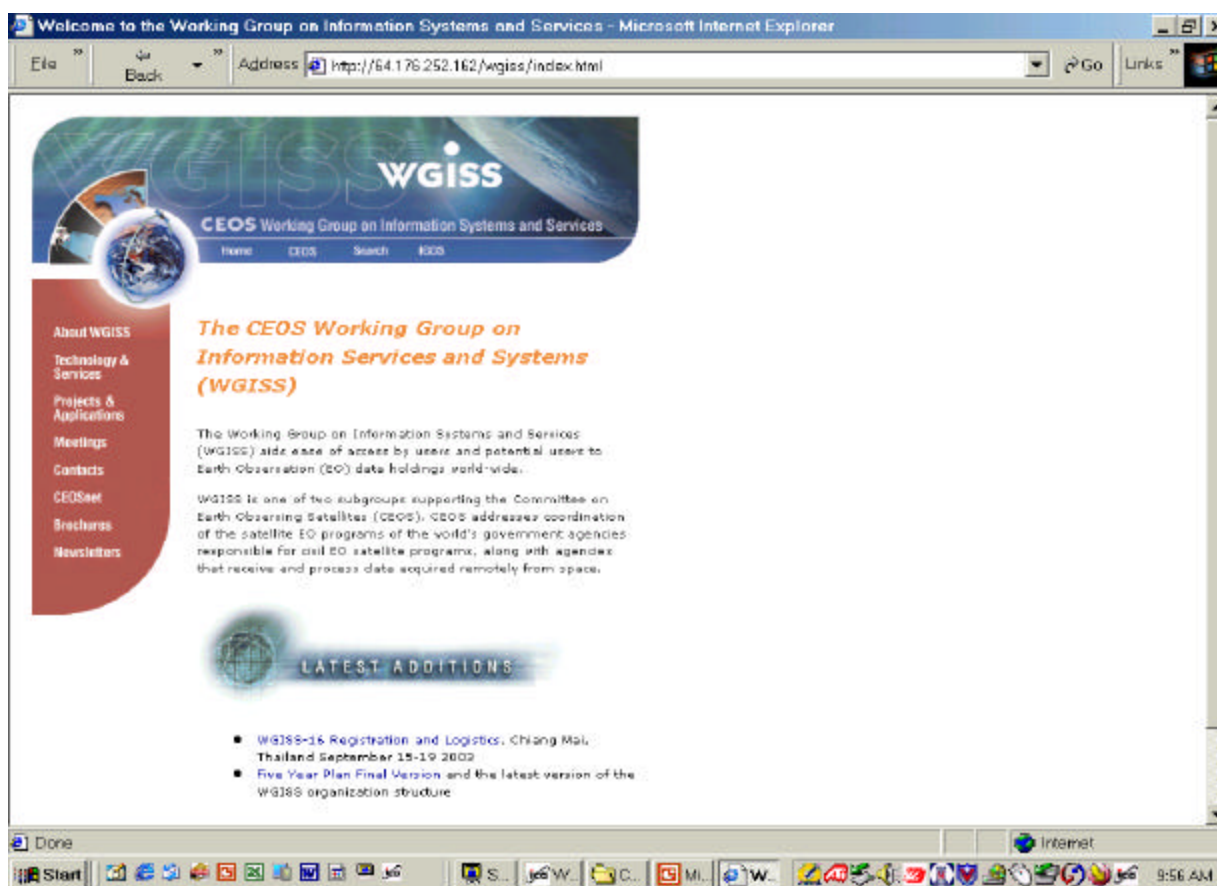 Welcome to the Working Group on Information Systems and Services - Microsoft Internet Explorer
File Back Address http://64.176.252.162/wgiss/index.html Go Links
WGISS
wGiss
CEOS Working Group on Information Systems and Services
Home CEOS Search IGOS
About WGISS
Technology &
Services
Projects &
Applications
Meetings
Contacts
CEOSnet
Brochures
Newsletters
The CEOS Working Group on
Information Services and Systems
(WGISS)
The Working Group on Information Systems and Services
(WGISS) aids ease of access by users and potential users to
Earth Observation (EO) data holdings world-wide.
WGISS is one of two subgroups supporting the Committee on
Earth Observing Satellites (CEOS). CEOS addresses coordination
of the satellite EO programs of the world's government agencies
responsible for civil EO satellite programs, along with agencies
that receive and process data acquired remotely from space.
LATEST ADDITIONS
WGISS-16 Registration and Logistics, Chiang Mai,
Thailand September 15-19 2003
Five Year Plan Final Version and the latest version of the
WGISS organization structure
Done Internet
Start S... W... C... Mi... W... 9:56 AM